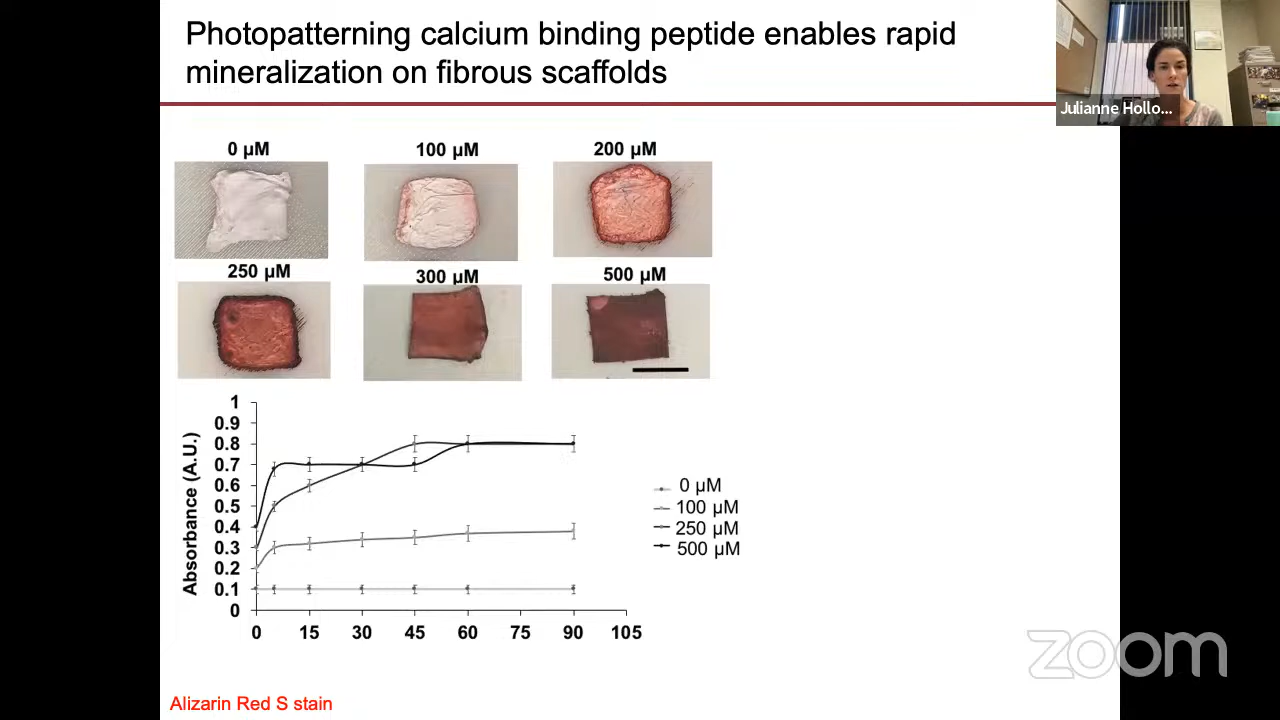 Photopatterning calcium binding peptide enables rapid
mineralization on fibrous scaffolds
Julianne Hollo...
0 µM
100 µM
200 µM
250 µM
300 µM
500 µM
1
0.9
0.8
0.7
0.6
0.5
0.4
0.3
0.2
0.1
0
Absorbance (A.U.)
0 15 30 45 60 75 90 105
0 µM
100 µM
250 µM
500 µM
Alizarin Red S stain
zoom